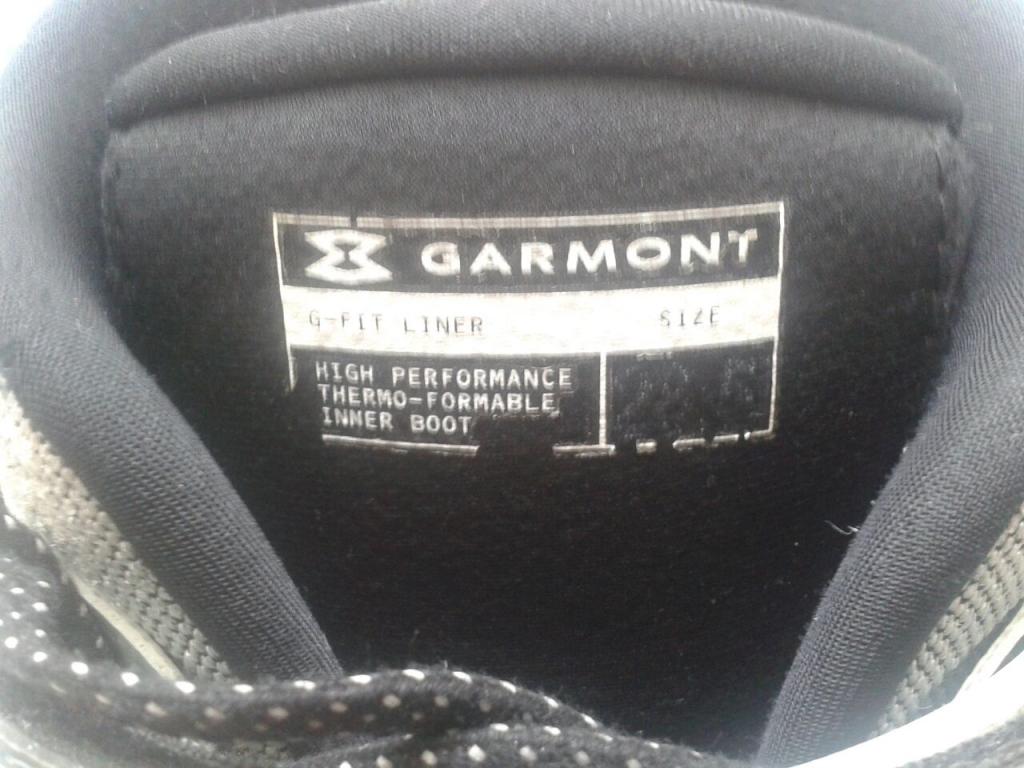 GARMONT
G-FIT LINER SIZE
HIGH PERFORMANCE
THERMO-FORMABLE
INNER BOOT